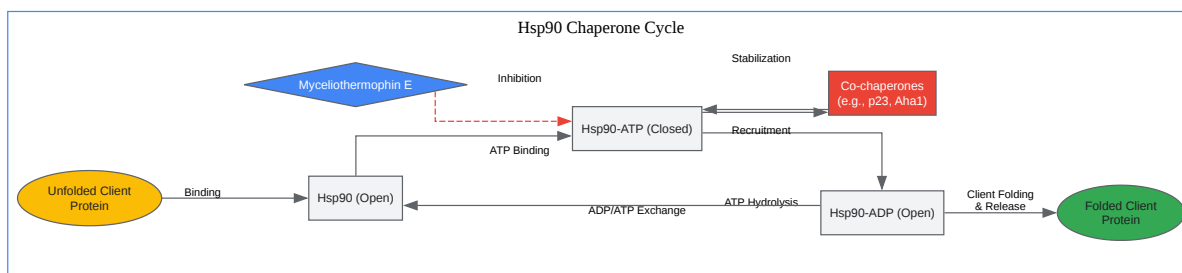 Hsp90 Chaperone Cycle
Stabilization
Inhibition
Myceliothermophin E
Co-chaperones
(e.g., p23, Aha1)
Hsp90-ATP (Closed)
Recruitment
ATP Binding
Unfolded Client
Protein
Binding
Hsp90 (Open)
ADP/ATP Exchange
ATP Hydrolysis
Hsp90-ADP (Open)
Client Folding
& Release
Folded Client
Protein